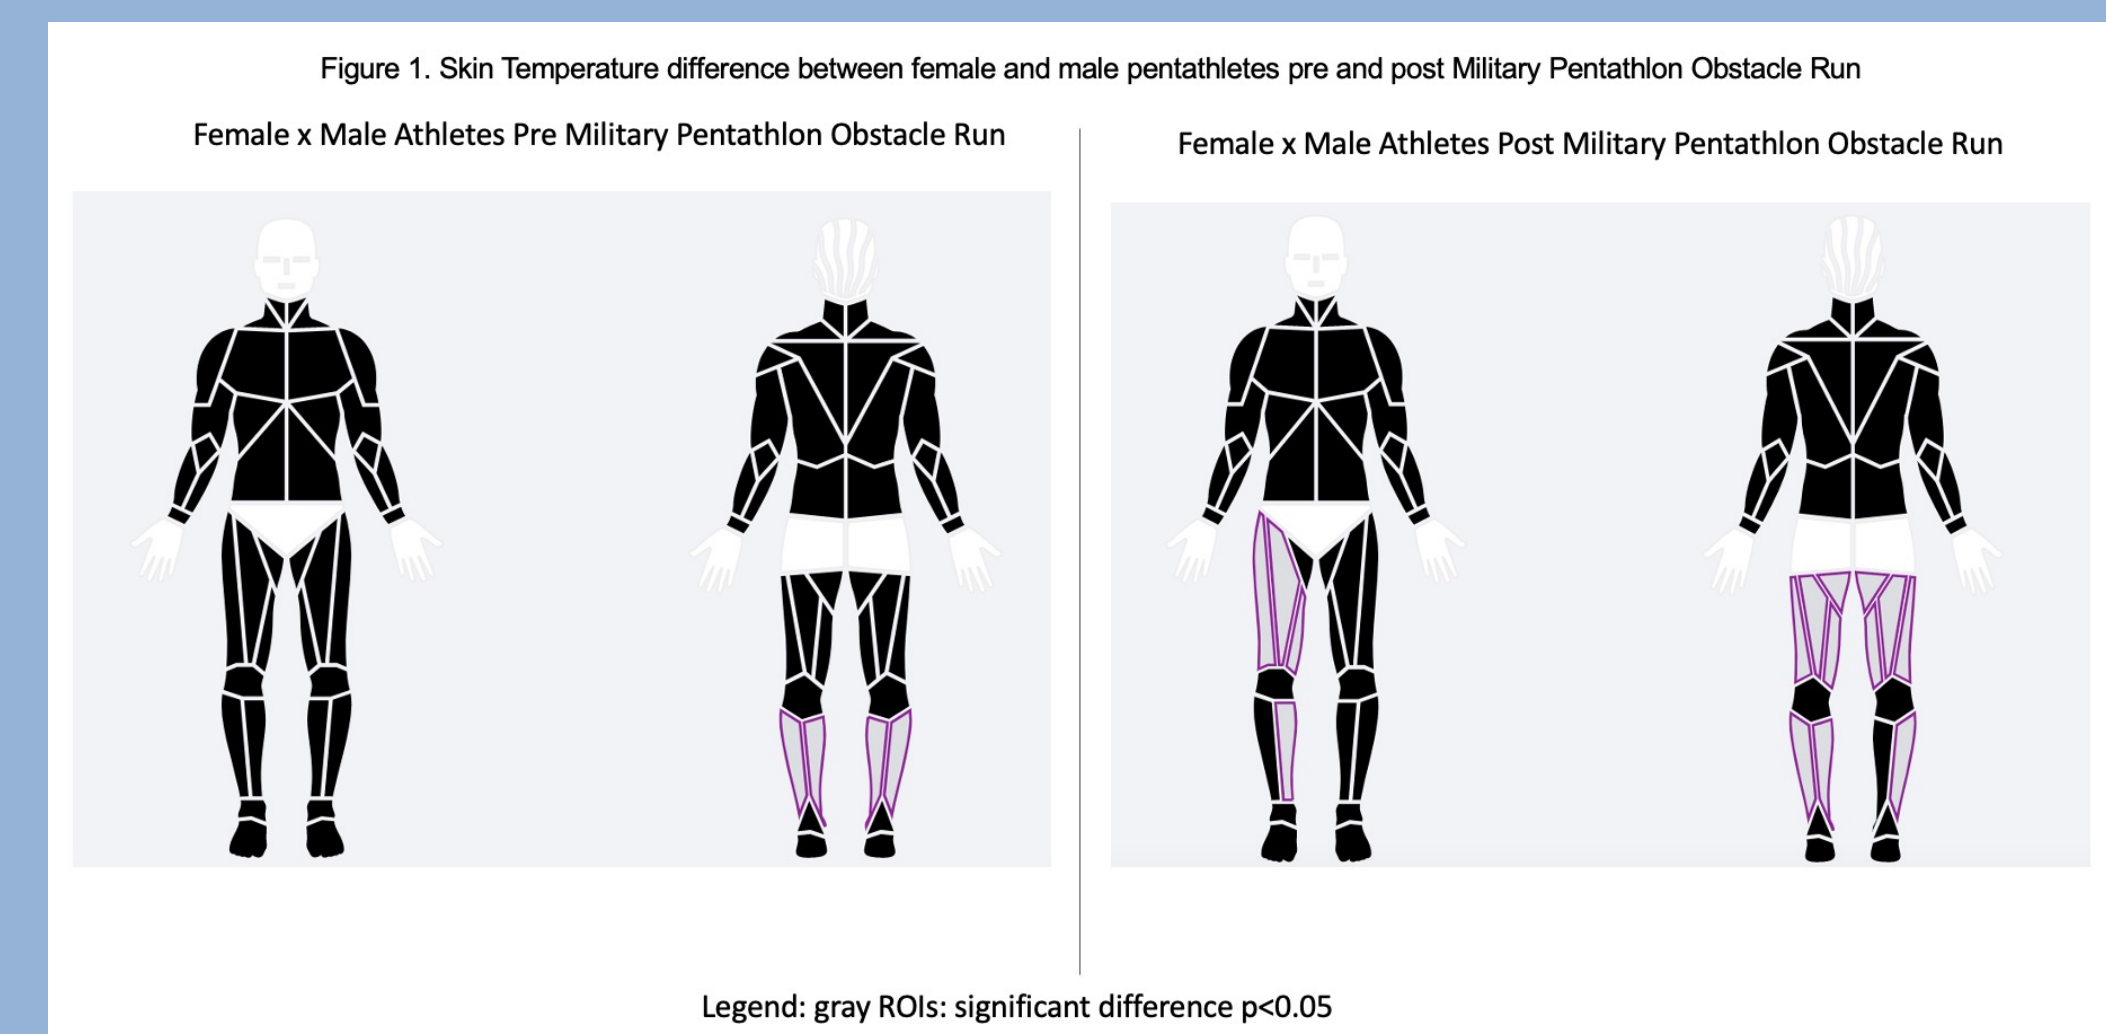 Figure 1. Skin Temperature difference between female and male pentathletes pre and post Military Pentathlon Obstacle Run
Female x Male Athletes Pre Military Pentathlon Obstacle Run
Female x Male Athletes Post Military Pentathlon Obstacle Run
Legend: gray ROIs: significant difference p<0.05